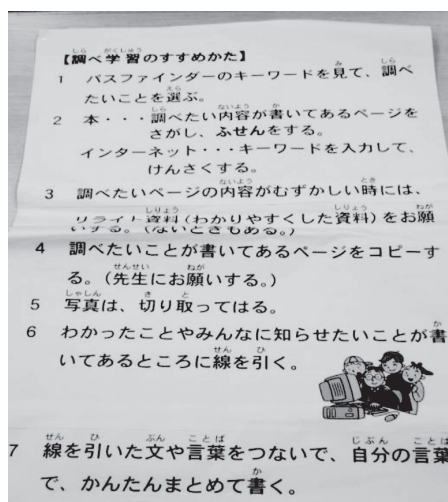 【調べ学習のすすめかた】
1 パスファインダーのキーワードを見て、調べ
たいことを選ぶ。
2 本・・・調べたい内容が書いてあるページを
さがし、ふせんをする。
インターネット・・・キーワードを入力して、
けんさくする。
3 調べたいページの内容がむずかしい時には、
リライト資料(わかりやすくした資料)をお願
いする。(ないときもある。)
4 調べたいことが書いてあるページをコピーす
る。(先生にお願いする。)
5 写真は、切り取ってはる。
6 わかったことやみんなに知らせたいことが書
いてあるところに線を引く。
7 線を引いた文や言葉をつないで、自分の言葉
で、かんたんまとめて書く。